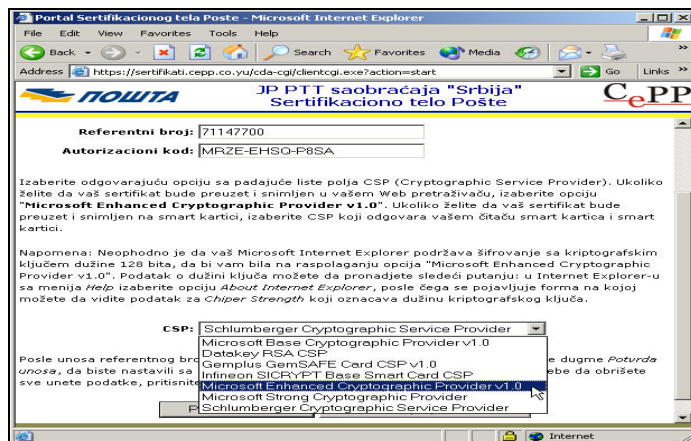 Portal Sertifikacionog tela Poste - Microsoft Internet Explorer
File Edit View Favorites Tools Help
Back Search Favorites Media
Address https://sertifikati.cepp.co.yu/cda-cgi/clientcgi.exe?action=start Go Links
ПОШТА
JP PTT saobraćaja "Srbija"
Sertifikaciono telo Pošte
CePP
Referentni broj: 71147700
Autorizacioni kod: MRZE-EHSQ-P8SA
Izaberite odgovarajuću opciju sa padajuće liste polja CSP (Cryptographic Service Provider). Ukoliko
želite da vaš sertifikat bude preuzet i snimljen u vašem Web pretraživaču, izaberite opciju
"Microsoft Enhanced Cryptographic Provider v1.0". Ukoliko želite da vaš sertifikat bude
preuzet i snimljen na smart kartici, izaberite CSP koji odgovara vašem čitaču smart kartica i smart
kartici.
Napomena: Neophodno je da vaš Microsoft Internet Explorer podržava šifrovanje sa kriptografskim
ključem dužine 128 bita, da bi vam bila na raspolaganju opcija "Microsoft Enhanced Cryptographic
Provider v1.0". Podatak o dužini ključa možete da pronadjete sledeći putanju: u Internet Explorer-u
sa menija Help izaberite opciju About Internet Explorer, posle čega se pojavljuje forma na kojoj
možete da vidite podatak za Chiper Strength koji oznacava dužinu kriptografskog ključa.
CSP: Schlumberger Cryptographic Service Provider
Microsoft Base Cryptographic Provider v1.0
Datakey RSA CSP
Gemplus GemSAFE Card CSP v1.0
Infineon SICRYPT Base Smart Card CSP
Microsoft Enhanced Cryptographic Provider v1.0
Microsoft Strong Cryptographic Provider
Schlumberger Cryptographic Service Provider
Posle unosa referentnog bro e dugme Potvrda
unosa, da biste nastavili sa ebe da obrišete
sve unete podatke, pritisnite
P
Internet